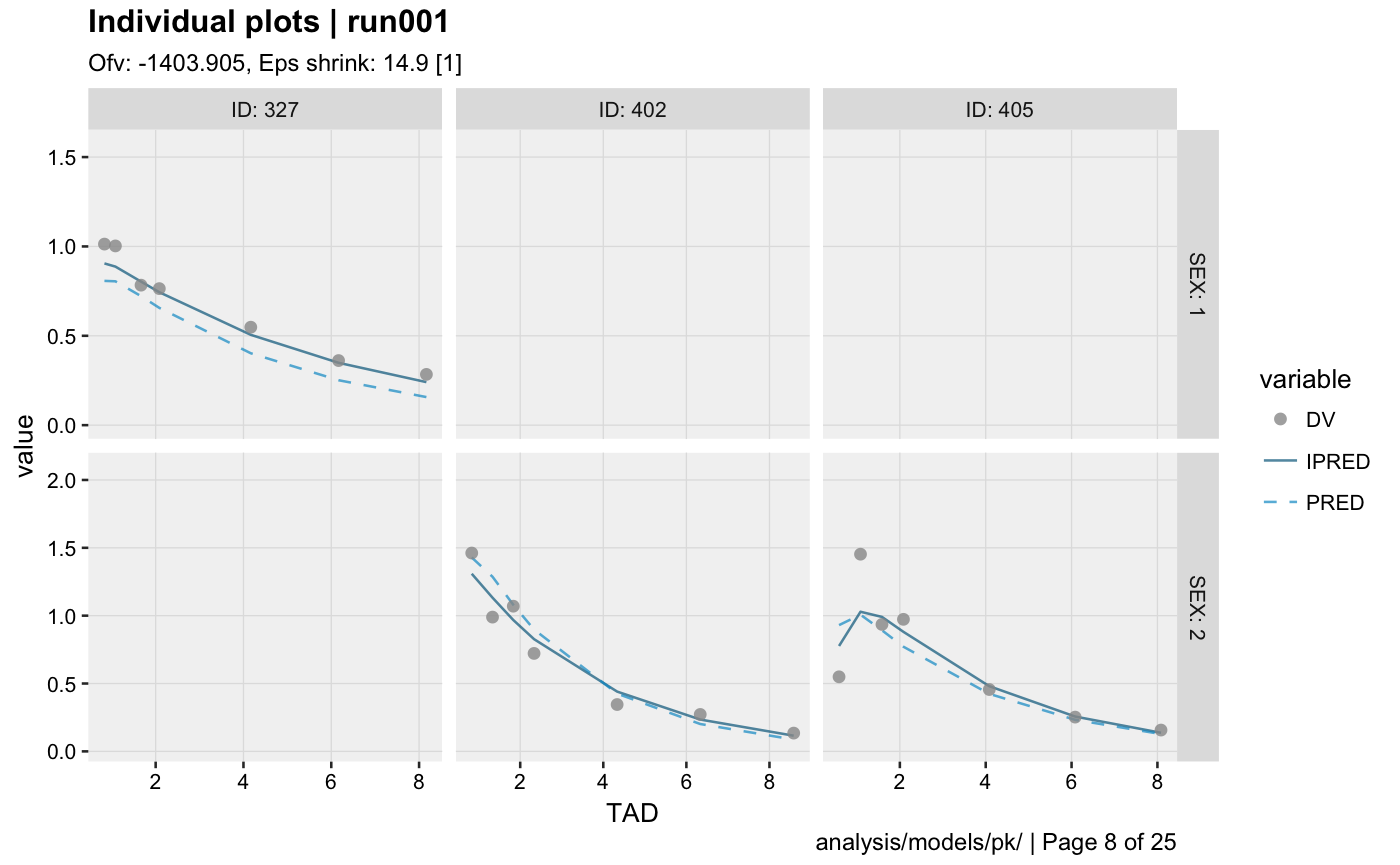 Individual plots | run001
Ofv: -1403.905, Eps shrink: 14.9 [1]
ID: 327
ID: 402
ID: 405
1.5
1.0
0.5
0.0
SEX: 1
value
2.0
1.5
1.0
0.5
0.0
SEX: 2
2 4 6 8
2 4 6 8
2 4 6 8
TAD
analysis/models/pk/ | Page 8 of 25
variable
DV
IPRED
PRED